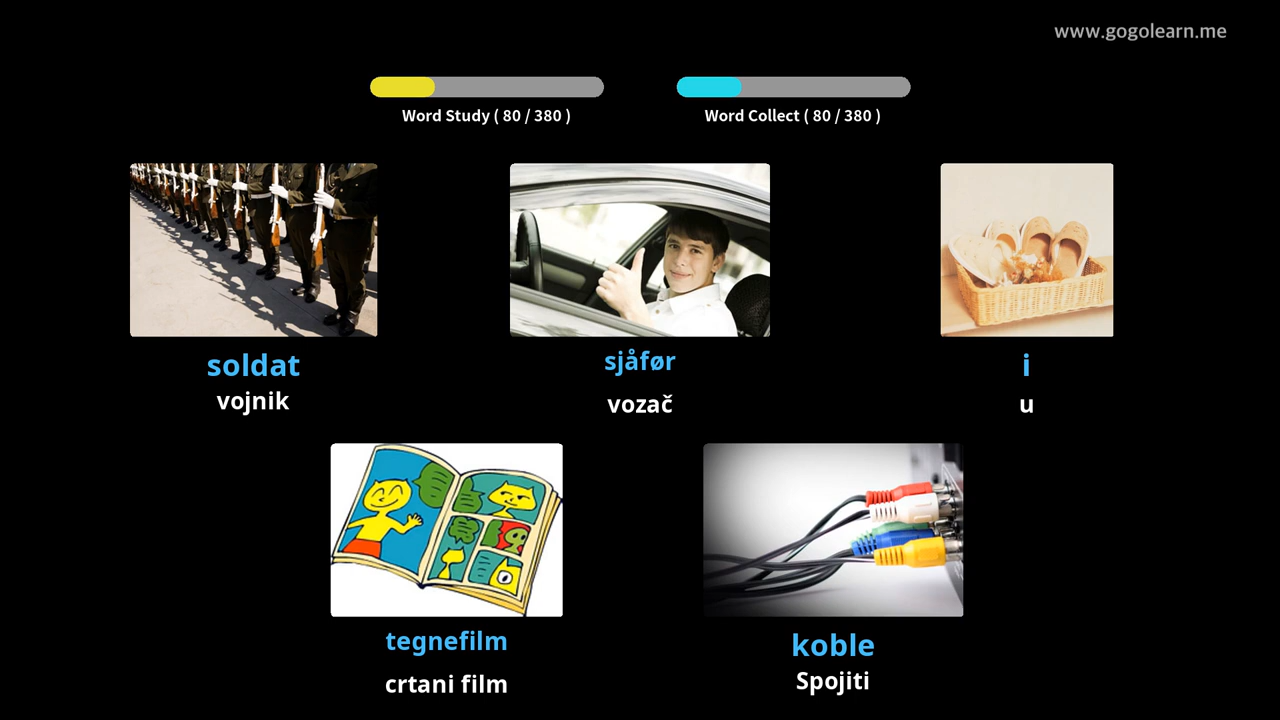 www.gogolearn.me
Word Study ( 80 / 380 )
Word Collect ( 80 / 380 )
soldat
vojnik
sjåfør
vozač
i
u
tegnefilm
crtani film
koble
Spojiti